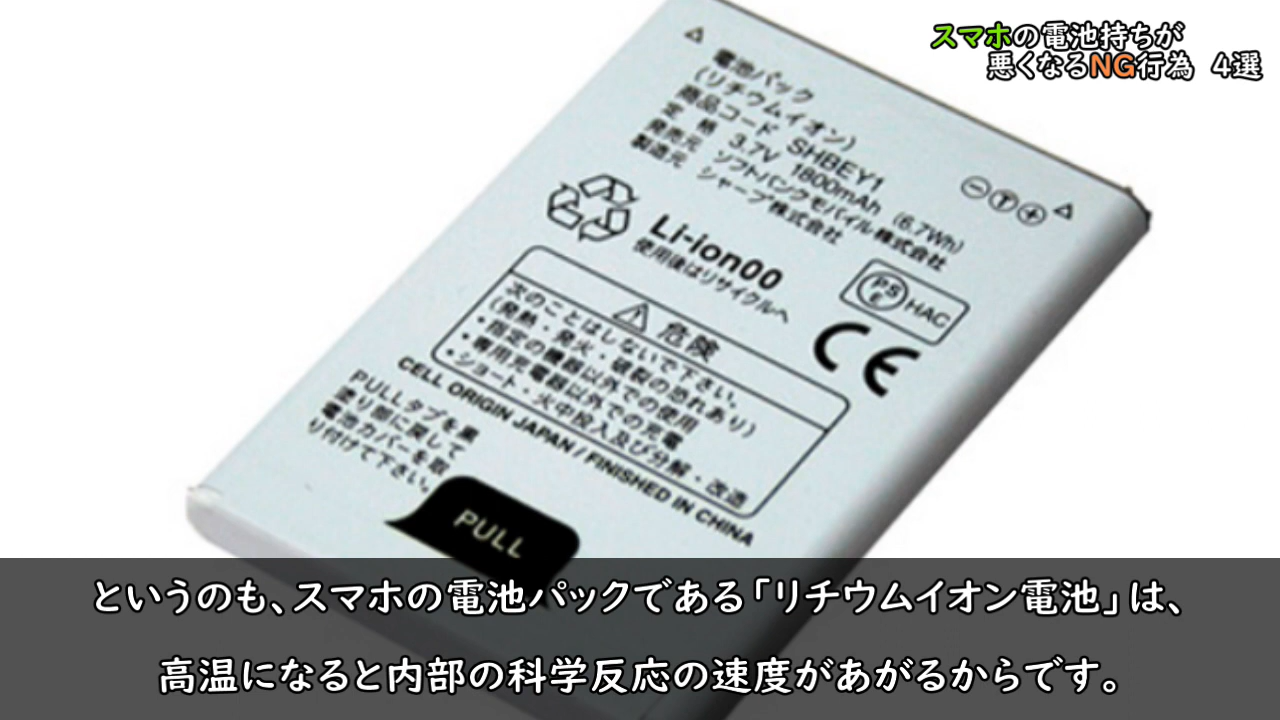 スマホの電池持ちが
悪くなるNG行為 4選
電池パック
(リチウムイオン)
商品コード SHBEY1
定 格 3.7V 1800mAh (6.7Wh)
発売元 ソフトバンクモバイル株式会社
製造元 シャープ株式会社
Li-ion00
使用後はリサイクルへ
PS
E
HAC
CE
危険
次のことはしないで下さい。
(発熱・発火・破裂の恐れあり)
・指定の機器以外での使用
・専用充電器以外での充電
・ショート・火中投入及び分解・改造
CELL ORIGIN JAPAN / FINISHED IN CHINA
PULLタブを黒
塗り部に戻して
電池カバーを取
り付けて下さい。
PULL
というのも、スマホの電池パックである「リチウムイオン電池」は、
高温になると内部の科学反応の速度があがるからです。